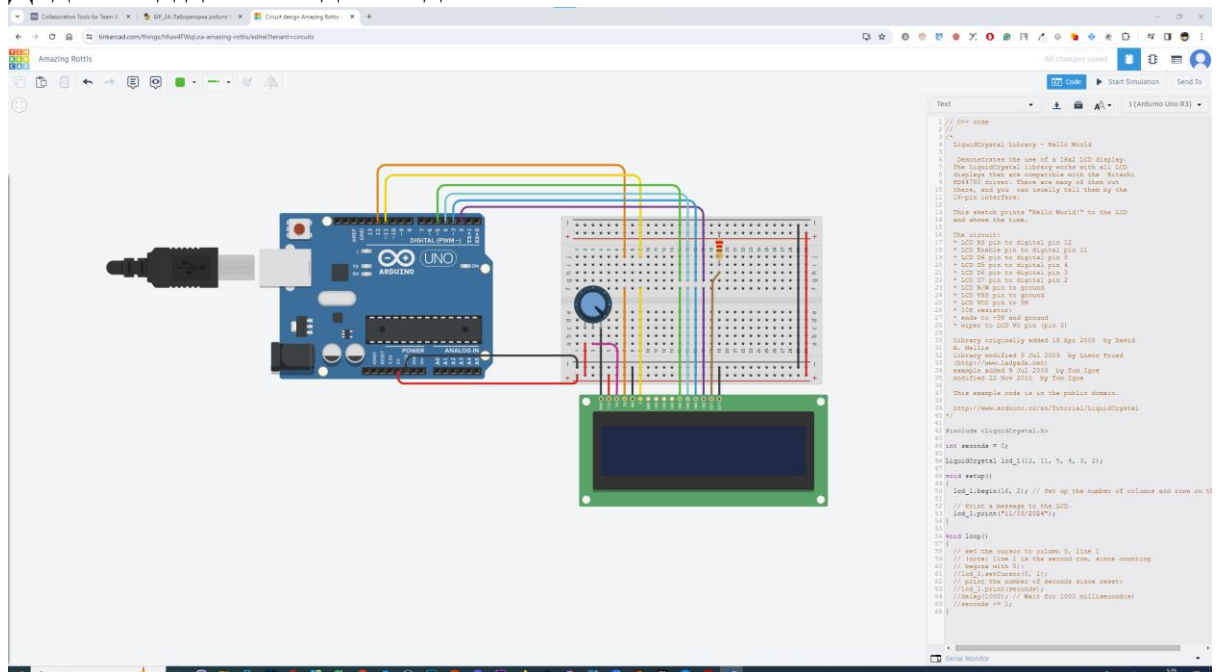 Collaboration Tools for Team
Circuit design Amazing Rottis
Amazing Rottis
All changes saved
Code
Start Simulation
Send To
Text
1 (Arduino Uno R3)
DIGITAL (PWM ~)
UNO
ARDUINO
ON
POWER
ANALOG IN
// C++ code
//
/*
LiquidCrystal Library - Hello World
Demonstrates the use of a 16x2 LCD display.
The LiquidCrystal library works with all LCD
displays that are compatible with the Hitachi
HD44780 driver. There are many of them out
there, and you can usually tell them by the
16-pin interface.
This sketch prints "Hello World!" to the LCD
and shows the time.
The circuit:
* LCD RS pin to digital pin 12
* LCD Enable pin to digital pin 11
* LCD D4 pin to digital pin 5
* LCD D5 pin to digital pin 4
* LCD D6 pin to digital pin 3
* LCD D7 pin to digital pin 2
* LCD R/W pin to ground
* LCD VSS pin to ground
* LCD VCC pin to 5V
* 10K resistor:
* ends to +5V and ground
* wiper to LCD VO pin (pin 3)
Library originally added 18 Apr 2008 by David
A. Mellis
library modified 5 Jul 2009 by Limor Fried
(http://www.ladyada.net)
example added 9 Jul 2009 by Tom Igoe
modified 22 Nov 2010 by Tom Igoe
This example code is in the public domain.
http://www.arduino.cc/en/Tutorial/LiquidCrystal
*/
#include <LiquidCrystal.h>
int seconds = 0;
LiquidCrystal lcd_1(12, 11, 5, 4, 3, 2);
void setup()
{
lcd_1.begin(16, 2); // Set up the number of columns and rows on th
// Print a message to the LCD.
lcd_1.print("11/03/2024");
}
void loop()
{
// set the cursor to column 0, line 1
// (note: line 1 is the second row, since counting
// begins with 0):
//lcd_1.setCursor(0, 1);
// print the number of seconds since reset:
//lcd_1.print(seconds);
//delay(1000); // Wait for 1000 millisecond(s)
//seconds += 1;
}
Serial Monitor